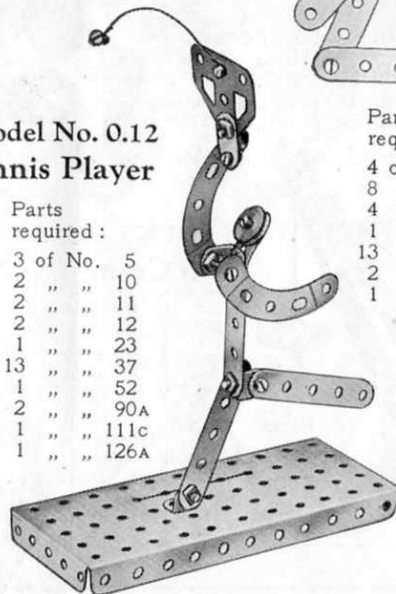 odel No. 0.12
nnis Player
Parts
required :
3 of No. 5
2 „ „ 10
2 „ „ 11
2 „ „ 12
1 „ „ 23
13 „ „ 37
1 „ „ 52
2 „ „ 90A
1 „ „ 111c
1 „ „ 126A
Par
req
4 o
8
4
1
13
2
1